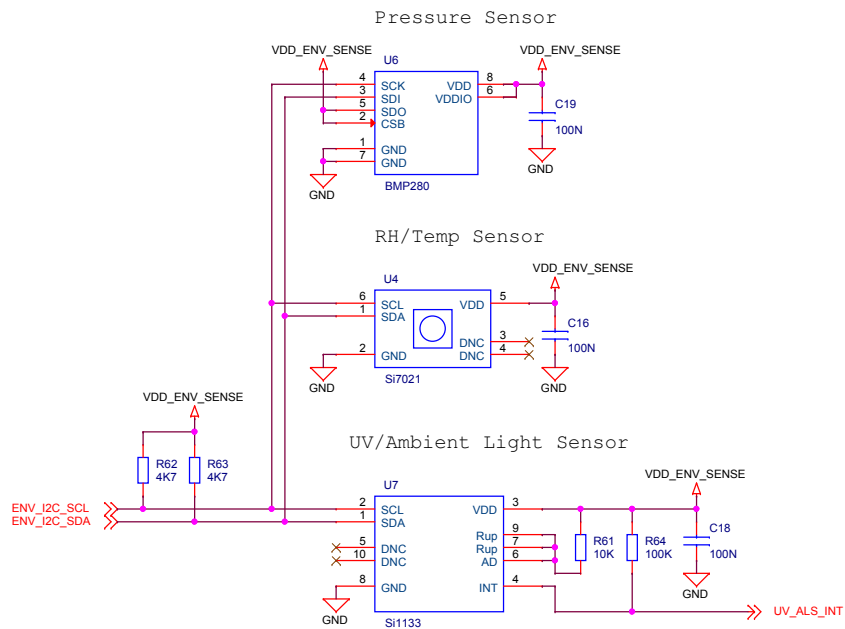 Pressure Sensor
VDD_ENV_SENSE
VDD_ENV_SENSE
U6
4 SCK VDD 8
3 SDI VDDIO 6
5 SDO
2 CSB
C19
100N
1 GND
7 GND
GND
GND
BMP280
RH/Temp Sensor
VDD_ENV_SENSE
U4
6 SCL VDD 5
1 SDA
C16
100N
DNC 3
2 GND DNC 4
GND
GND
Si7021
VDD_ENV_SENSE
UV/Ambient Light Sensor
R62
4K7
R63
4K7
VDD_ENV_SENSE
U7
ENV_I2C_SCL
ENV_I2C_SDA
2 SCL VDD 3
1 SDA
Rup 9
5 DNC Rup 7
10 DNC AD 6
8 GND INT 4
R61
10K
R64
100K
C18
100N
GND
GND
Si1133
UV_ALS_INT